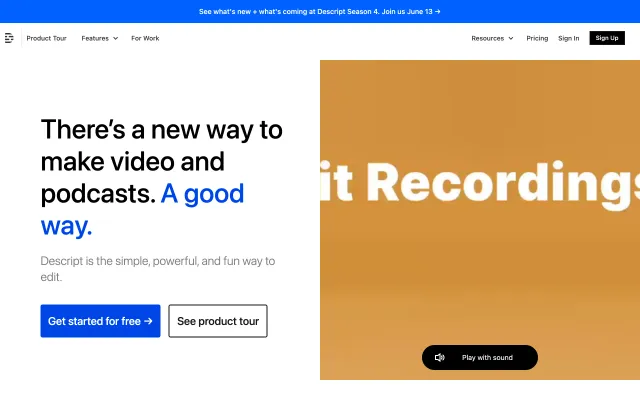 See what's new + what's coming at Descript Season 4. Join us June 13 →
Product Tour
Features
For Work
Resources
Pricing
Sign In
Sign Up
There's a new way to
make video and
podcasts. A good
way.
Descript is the simple, powerful, and fun way to
edit.
Get started for free →
See product tour
it Recordings
Play with sound